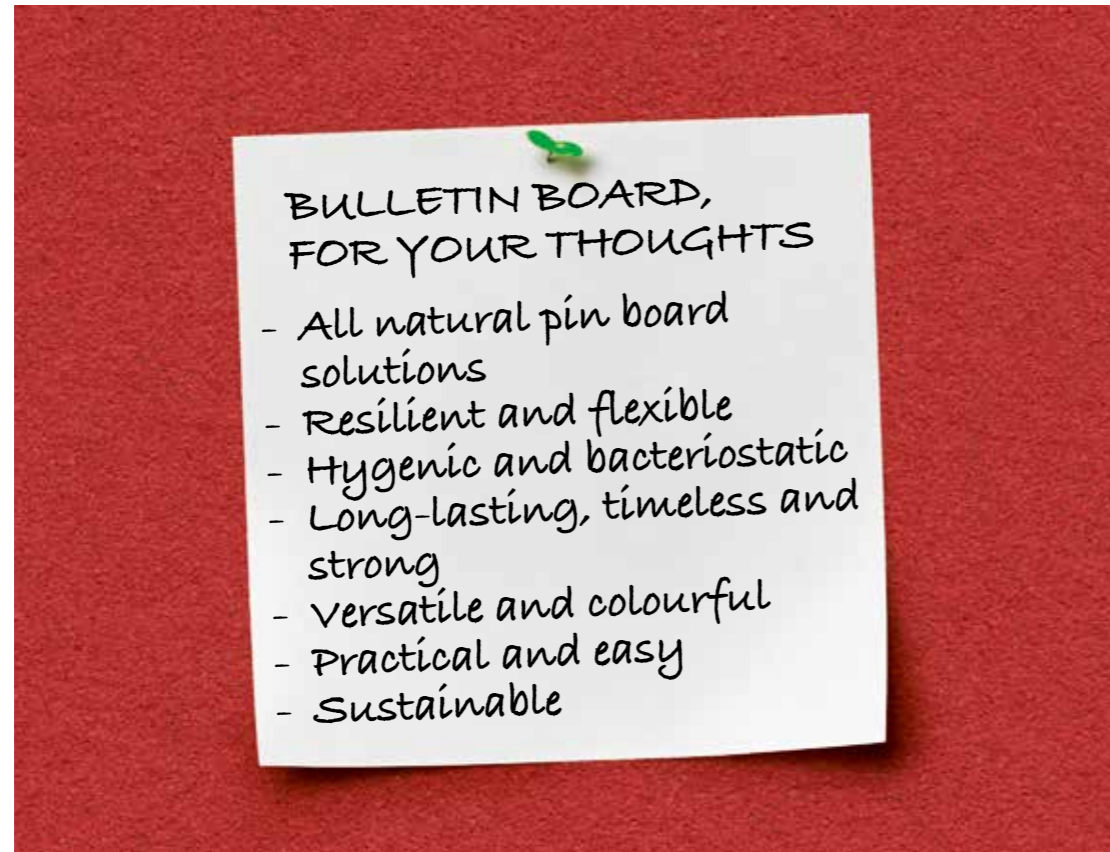 BULLETIN BOARD,
FOR YOUR THOUGHTS
- All natural pin board
solutions
- Resilient and flexible
- Hygenic and bacteriostatic
- Long-lasting, timeless and
strong
- Versatile and colourful
- Practical and easy
- Sustainable